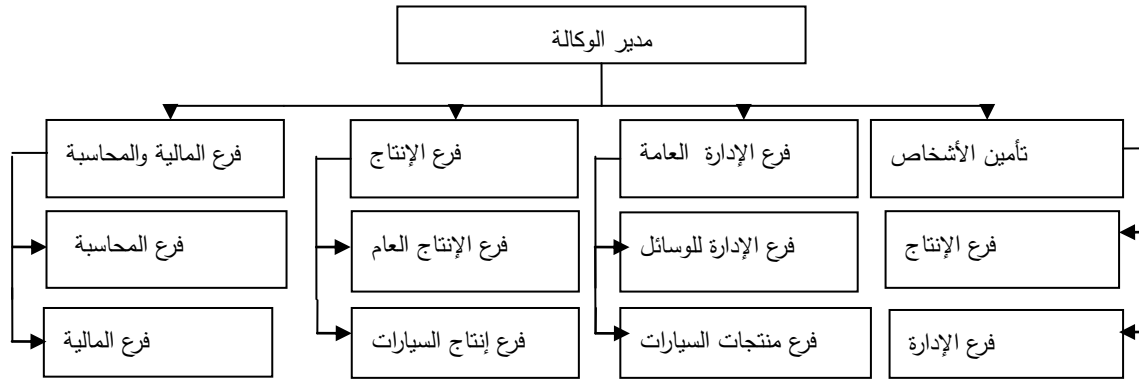 مدير الوكالة
تأمين الأشخاص
فرع الإدارة العامة
فرع الإنتاج
فرع المالية والمحاسبة
فرع الإنتاج
فرع الإدارة للوسائل
فرع الإنتاج العام
فرع المحاسبة
فرع الإدارة
فرع منتجات السيارات
فرع إنتاج السيارات
فرع المالية